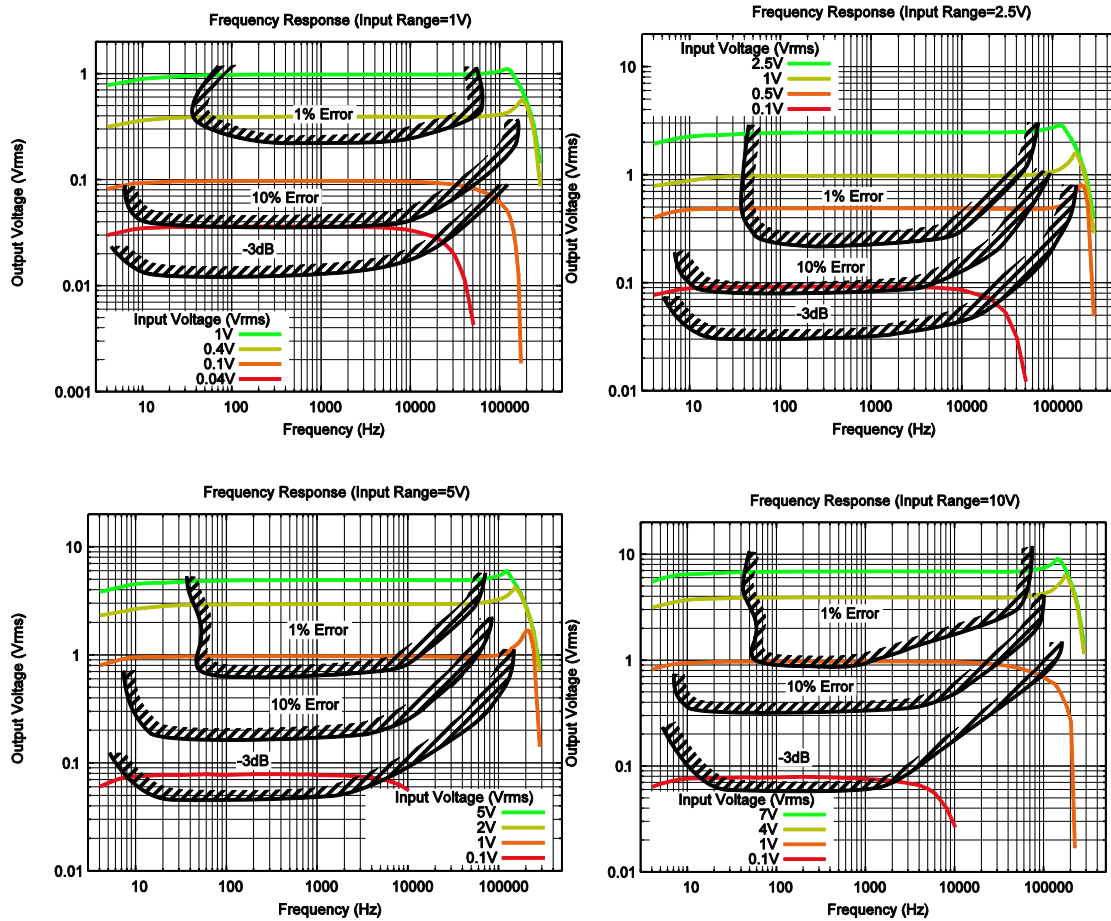 Frequency Response (Input Range=1V)
Output Voltage (Vrms)
1
0.1
0.01
0.001
1% Error
10% Error
-3dB
Input Voltage (Vrms)
1V
0.4V
0.1V
0.04V
10
100
1000
10000
100000
Frequency (Hz)
Frequency Response (Input Range=2.5V)
Output Voltage (Vrms)
10
1
0.1
0.01
Input Voltage (Vrms)
2.5V
1V
0.5V
0.1V
1% Error
10% Error
-3dB
10
100
1000
10000
100000
Frequency (Hz)
Frequency Response (Input Range=5V)
Output Voltage (Vrms)
10
1
0.1
0.01
1% Error
10% Error
-3dB
Input Voltage (Vrms)
5V
2V
1V
0.1V
10
100
1000
10000
100000
Frequency (Hz)
Frequency Response (Input Range=10V)
Output Voltage (Vrms)
10
1
0.1
0.01
1% Error
10% Error
-3dB
Input Voltage (Vrms)
7V
4V
1V
0.1V
10
100
1000
10000
100000
Frequency (Hz)